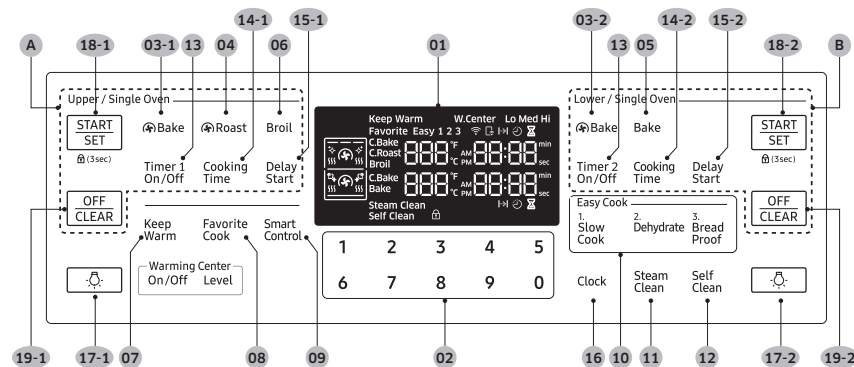 14-1
15-1
03-2
14-2
15-2
A
18-1
03-1
13
04
06
01
13
05
18-2
B
Upper / Single Oven
START
SET
(3sec)
Bake
Roast
Broil
Timer 1
On/Off
Cooking
Time
Delay
Start
OFF
CLEAR
Keep
Warm
Favorite
Cook
Smart
Control
Warming Center
On/Off Level
Keep Warm W.Center Lo Med Hi
Favorite Easy 1 2 3
C.Bake
C.Roast
Broil
888 °F °C AM PM 88:88 min sec
C.Bake
Bake
888 °F °C AM PM 88:88 min sec
Steam Clean
Self Clean
1 2 3 4 5
6 7 8 9 0
Lower / Single Oven
Bake
Bake
START
SET
(3sec)
Timer 2
On/Off
Cooking
Time
Delay
Start
OFF
CLEAR
Easy Cook
1.
Slow
Cook
2.
Dehydrate
3.
Bread
Proof
Clock
Steam
Clean
Self
Clean
19-1
17-1
07
08
09
02
16
10
11
12
17-2
19-2